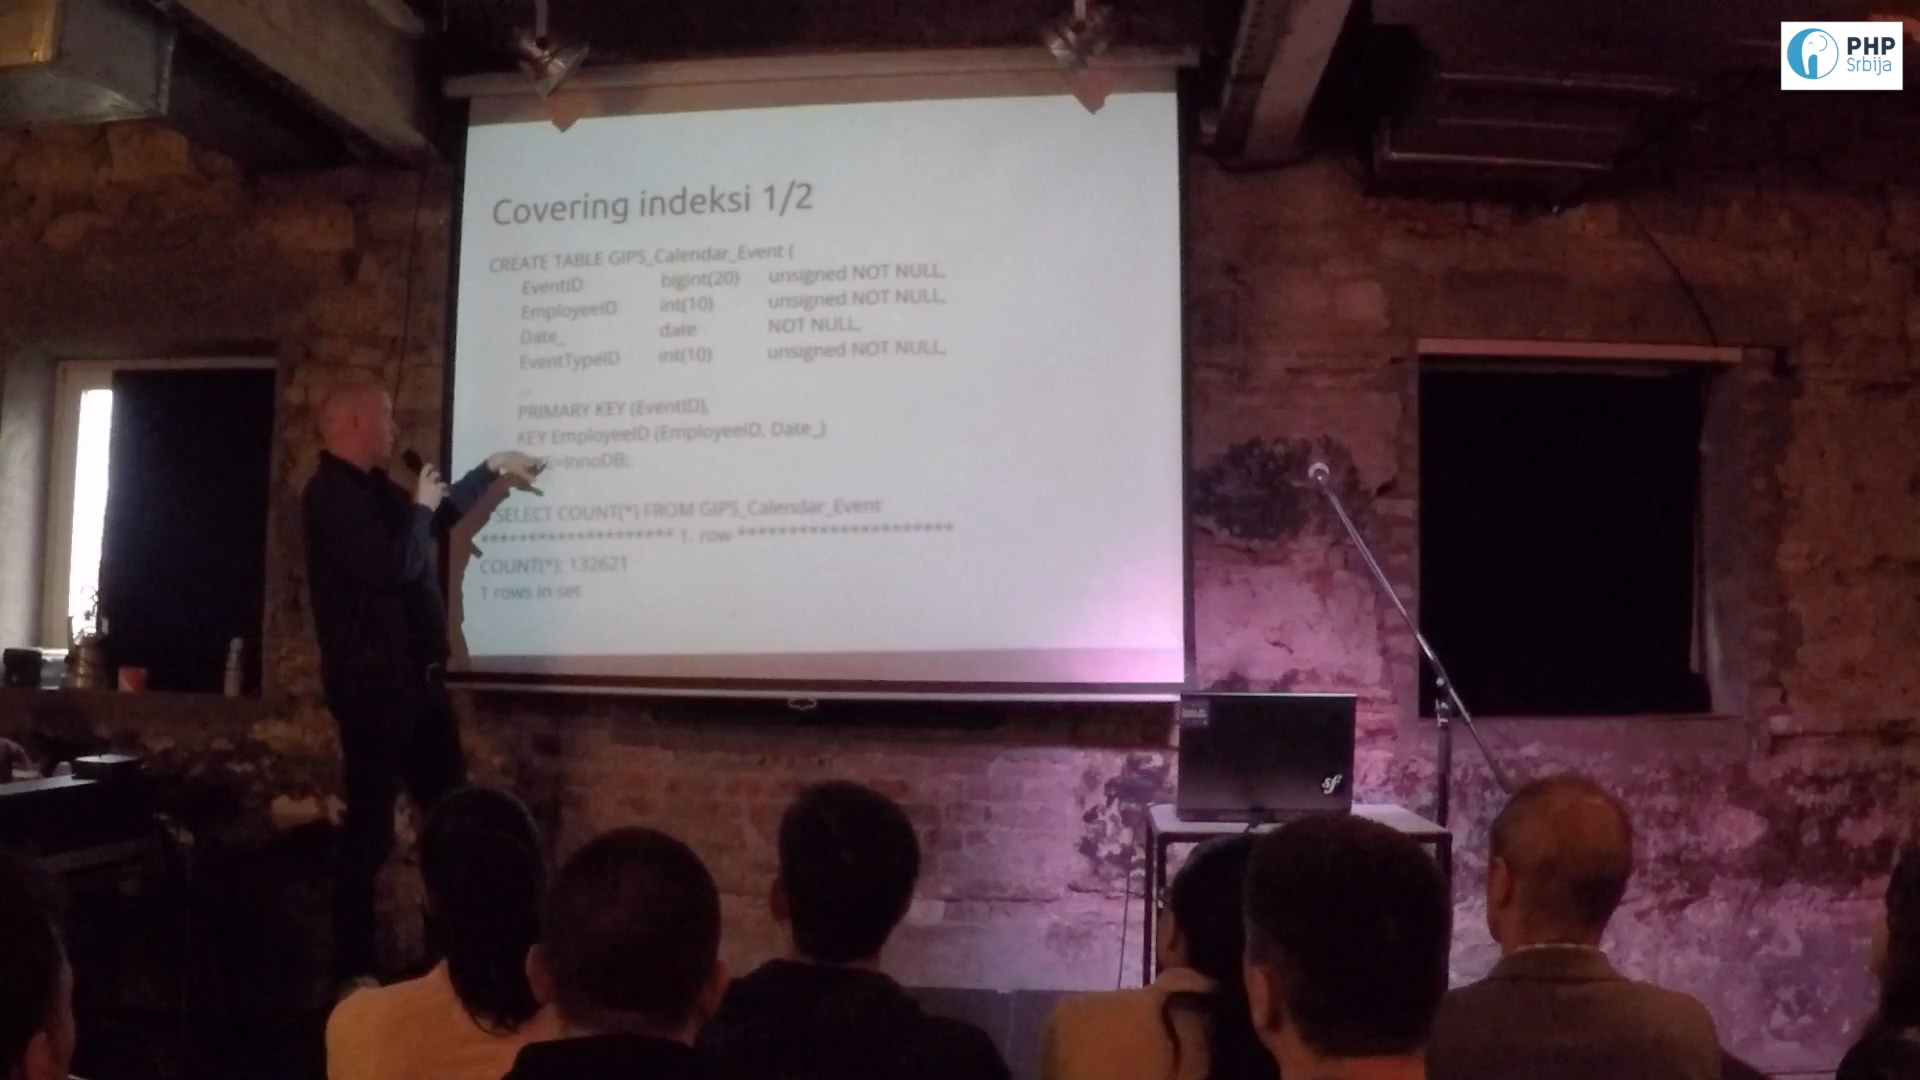 PHP
Srbija
Covering indeksi 1/2
CREATE TABLE GIPS_Calendar_Event (
EventID bigint(20) unsigned NOT NULL,
EmployeeID int(10) unsigned NOT NULL,
Date_ date NOT NULL,
EventTypeID int(10) unsigned NOT NULL,
...
PRIMARY KEY (EventID),
KEY EmployeeID (EmployeeID, Date_)
=InnoDB;
SELECT COUNT(*) FROM GIPS_Calendar_Event
******************** 1. row **********************
COUNT(*): 132621
1 rows in set
sf